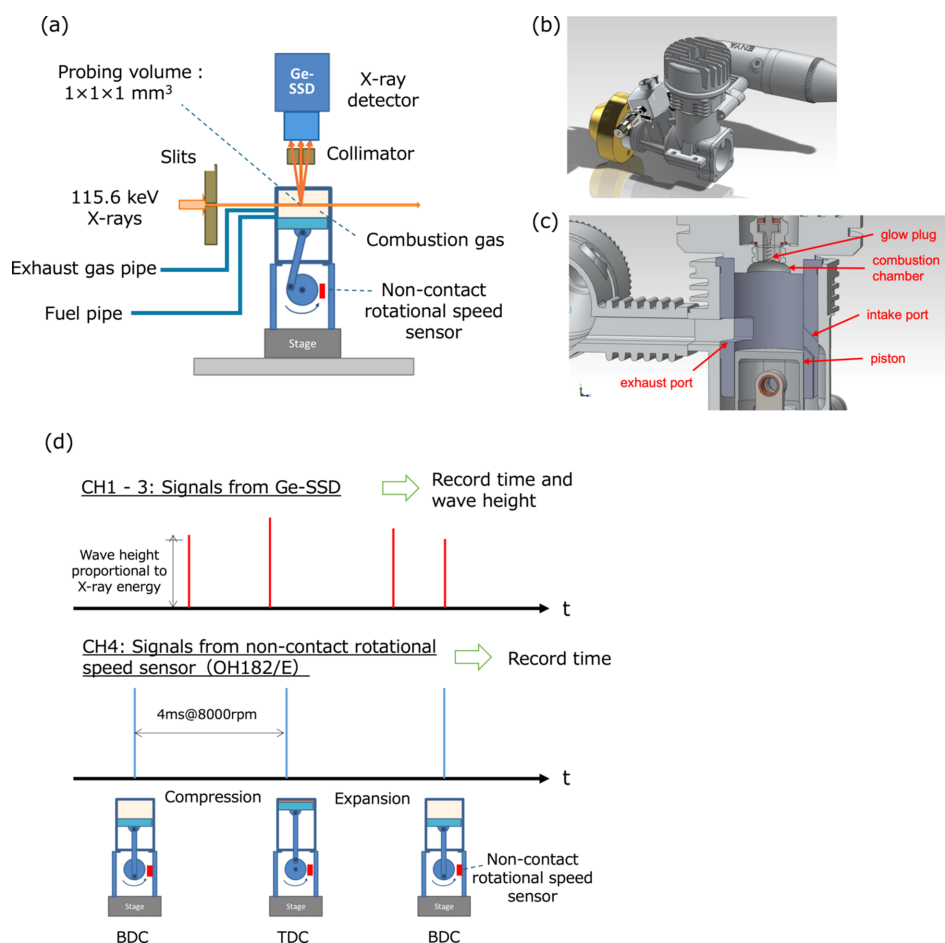 (a)
Probing volume :
1×1×1 mm³
Ge-
SSD
X-ray
detector
Slits
Collimator
115.6 keV
X-rays
Combustion gas
Exhaust gas pipe
Fuel pipe
Non-contact
rotational speed
sensor
Stage
(b)
ENYA
(c)
glow plug
combustion
chamber
intake port
exhaust port
piston
(d)
CH1 - 3: Signals from Ge-SSD
Record time and
wave height
Wave height
proportional to
X-ray energy
t
CH4: Signals from non-contact rotational
speed sensor（OH182/E）
Record time
4ms@8000rpm
t
Compression
Expansion
Non-contact
rotational speed
sensor
Stage
Stage
Stage
BDC
TDC
BDC